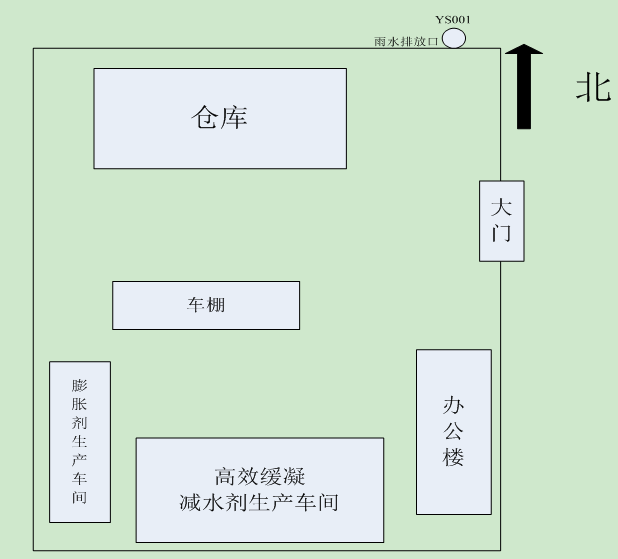 YS001
雨水排放口
北
仓库
大
门
车棚
膨
胀
剂
生
产
车
间
办
公
楼
高效缓凝
减水剂生产车间